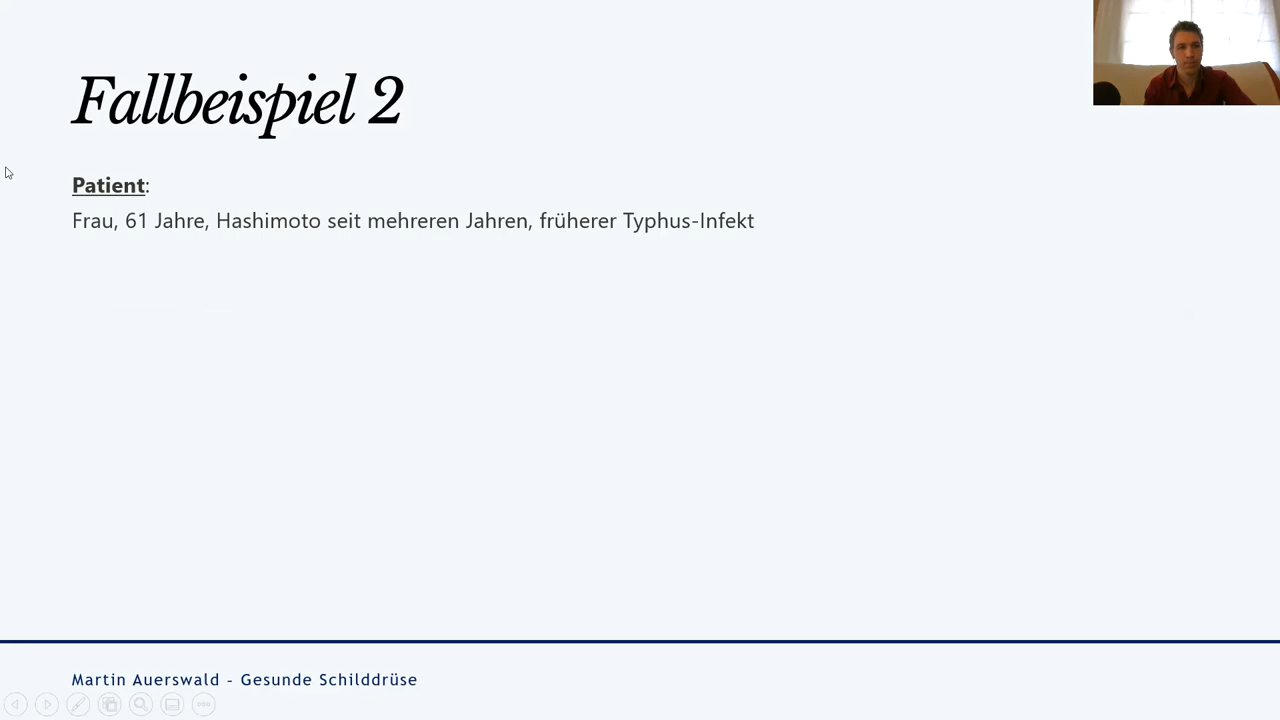 Fallbeispiel 2
Patient:
Frau, 61 Jahre, Hashimoto seit mehreren Jahren, früherer Typhus-Infekt
Martin Auerswald - Gesunde Schilddrüse